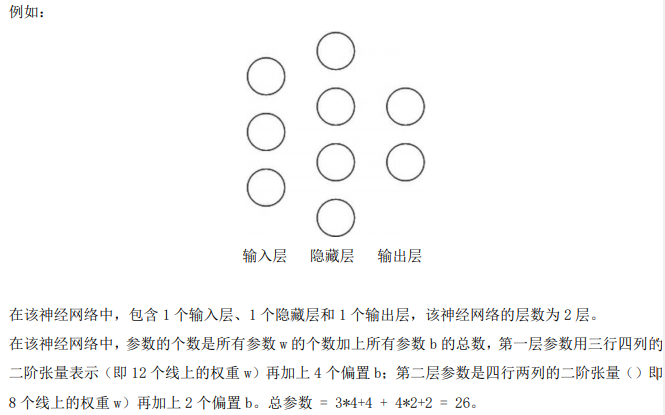 例如：
输入层 隐藏层 输出层
在该神经网络中，包含 1 个输入层、1 个隐藏层和 1 个输出层，该神经网络的层数为 2 层。
在该神经网络中，参数的个数是所有参数 w 的个数加上所有参数 b 的总数，第一层参数用三行四列的
二阶张量表示（即 12 个线上的权重 w）再加上 4 个偏置 b；第二层参数是四行两列的二阶张量（）即
8 个线上的权重 w）再加上 2 个偏置 b。总参数 = 3*4+4 + 4*2+2 = 26。